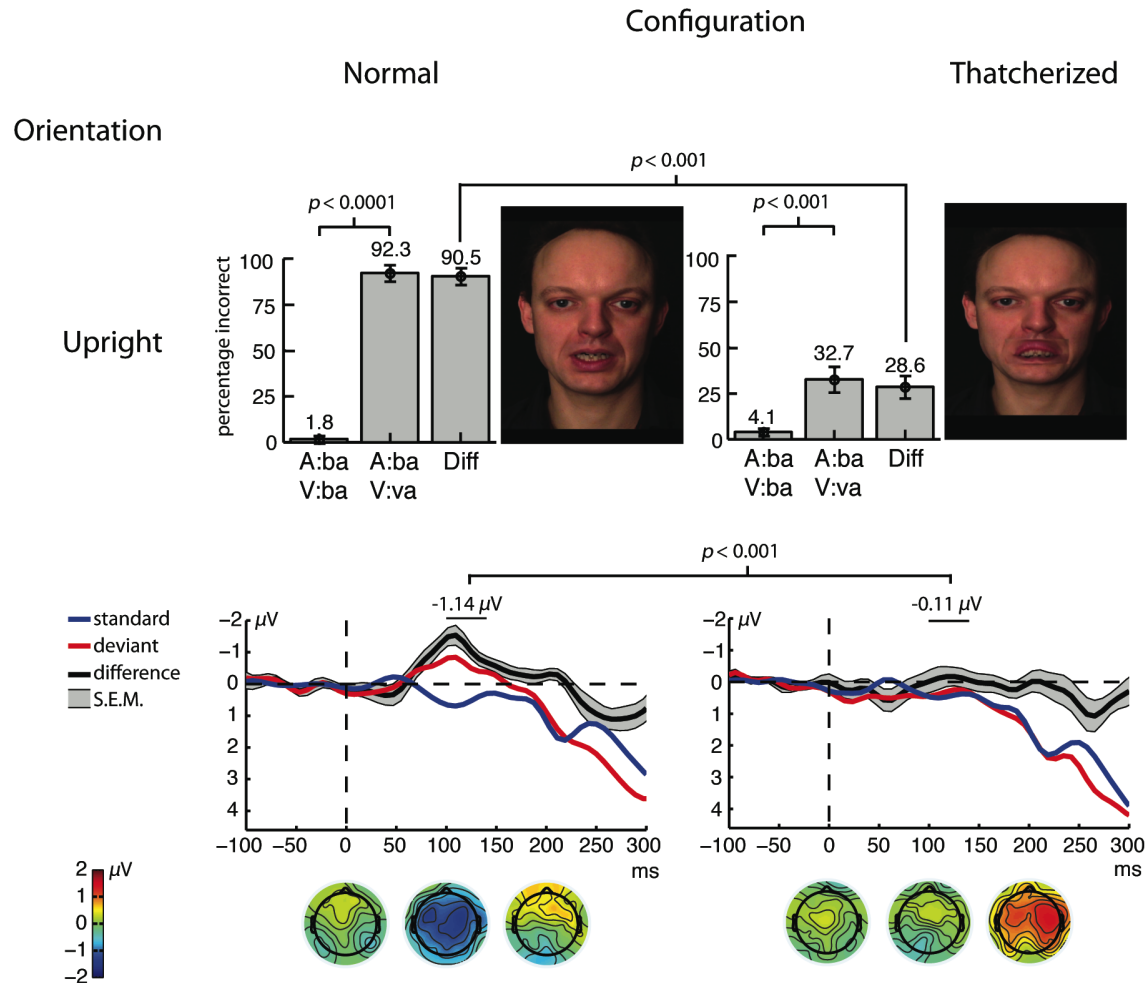 Configuration
Normal
Thatcherized
Orientation
p < 0.001
p < 0.0001
p < 0.001
Upright
percentage incorrect
100
75
50
25
0
1.8
92.3
90.5
A:ba
V:ba
A:ba
V:va
Diff
100
75
50
25
0
4.1
32.7
28.6
A:ba
V:ba
A:ba
V:va
Diff
p < 0.001
-1.14 μV
-0.11 μV
standard
deviant
difference
S.E.M.
−2 μV
-1
0
1
2
3
4
−100 −50 0 50 100 150 200 250 300
ms
−2 μV
-1
0
1
2
3
4
−100 −50 0 50 100 150 200 250 300
ms
2 μV
1
0
−1
−2